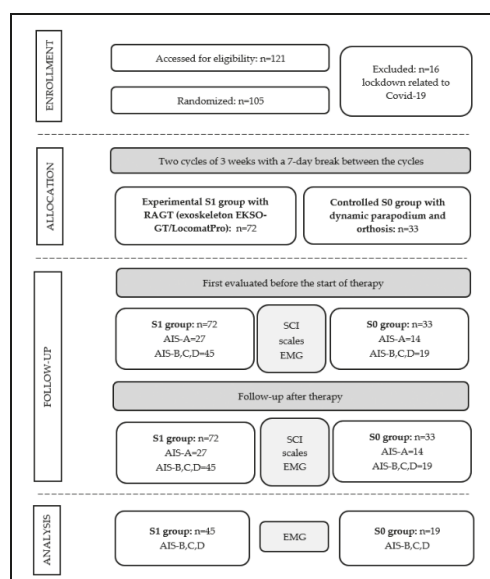 ENROLLMENT
Accessed for eligibility: n=121
Randomized: n=105
Excluded: n=16
lockdown related to
Covid-19
ALLOCATION
Two cycles of 3 weeks with a 7-day break between the cycles
Experimental S1 group with
RAGT (exoskeleton EKSO-
GT/LocomatPro): n=72
Controlled S0 group with
dynamic parapodium and
orthosis: n=33
FOLLOW-UP
First evaluated before the start of therapy
S1 group: n=72
AIS-A=27
AIS-B,C,D=45
SCI
scales
EMG
S0 group: n=33
AIS-A=14
AIS-B,C,D=19
Follow-up after therapy
S1 group: n=72
AIS-A=27
AIS-B,C,D=45
SCI
scales
EMG
S0 group: n=33
AIS-A=14
AIS-B,C,D=19
ANALYSIS
S1 group: n=45
AIS-B,C,D
EMG
S0 group: n=19
AIS-B,C,D